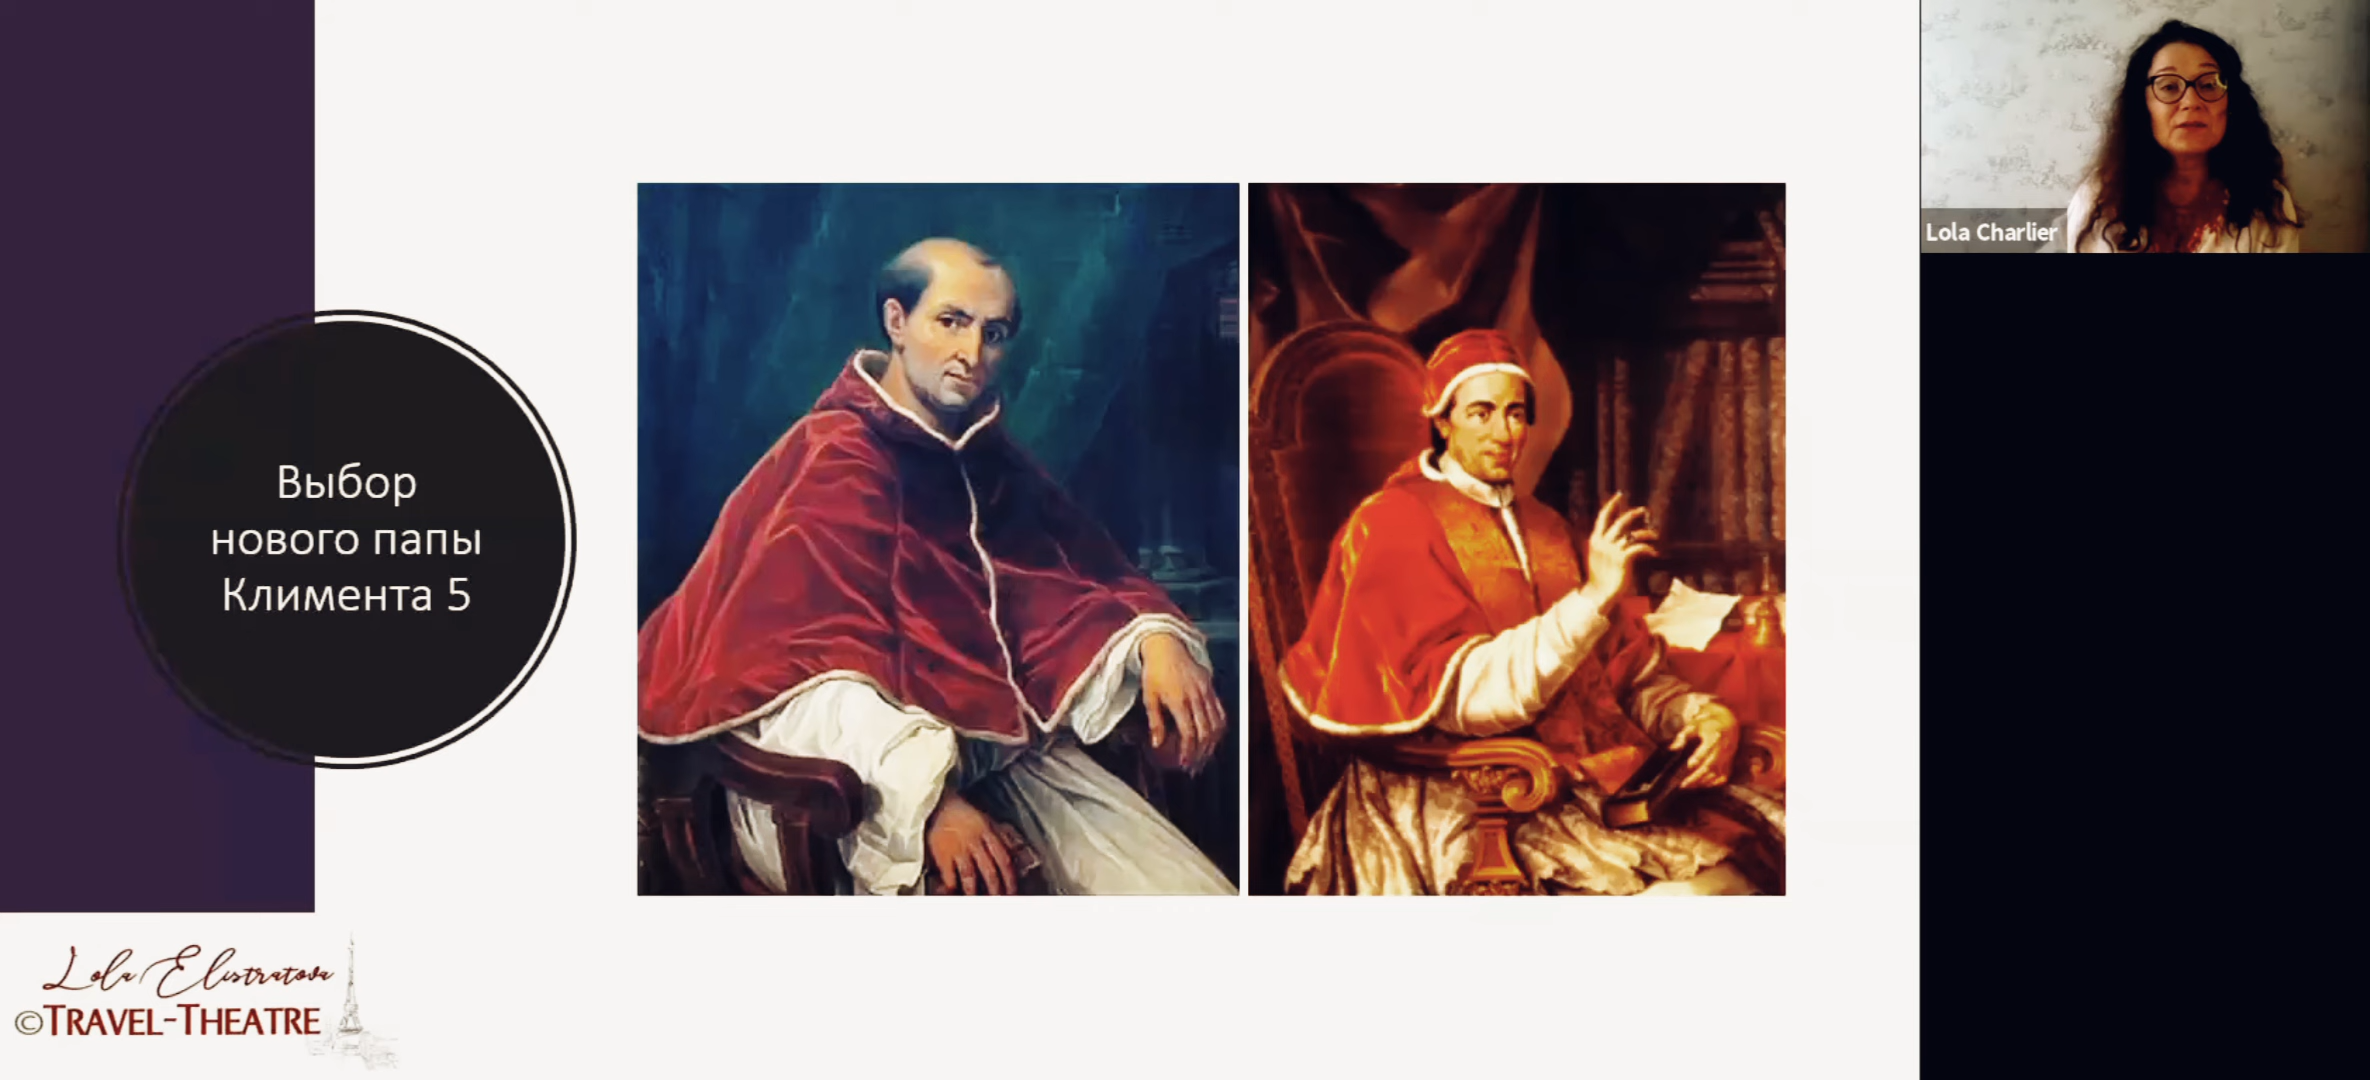 Выбор
нового папы
Климента 5
Lola Charlier
Lola Elistratova
©TRAVEL-THEATRE